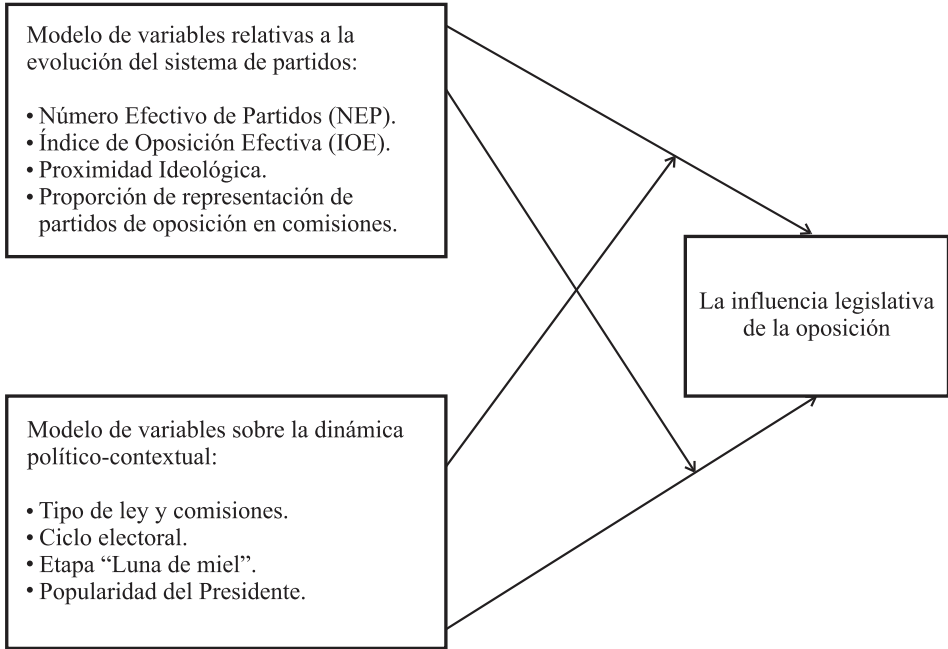 Modelo de variables relativas a la
evolución del sistema de partidos:
• Número Efectivo de Partidos (NEP).
• Índice de Oposición Efectiva (IOE).
• Proximidad Ideológica.
• Proporción de representación de
partidos de oposición en comisiones.
La influencia legislativa
de la oposición
Modelo de variables sobre la dinámica
político-contextual:
• Tipo de ley y comisiones.
• Ciclo electoral.
• Etapa “Luna de miel”.
• Popularidad del Presidente.